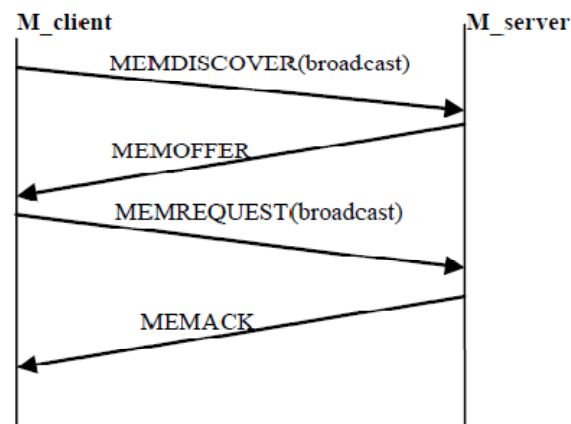 M_client
M_server
MEMDISCOVER(broadcast)
MEMOFFER
MEMREQUEST(broadcast)
MEMACK